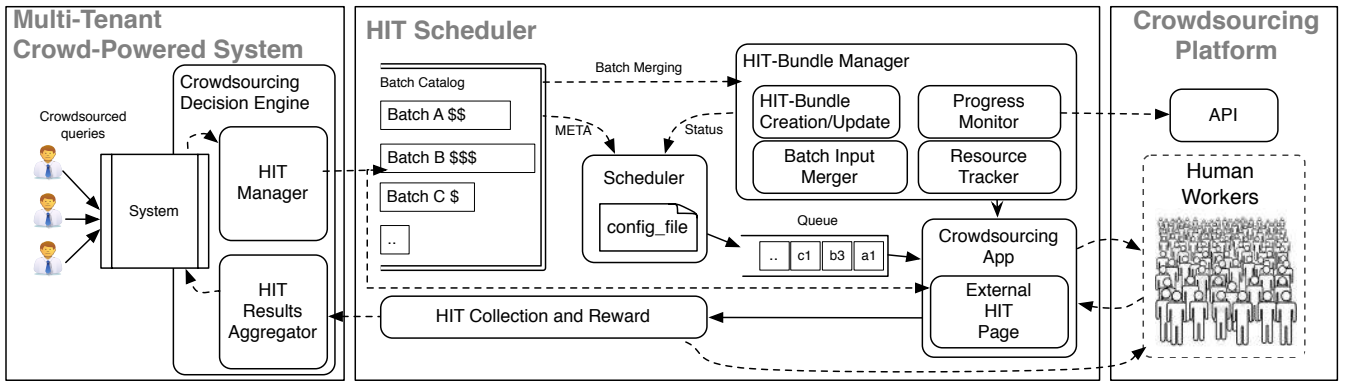 Multi-Tenant
Crowd-Powered System
Crowdsourced
queries
System
Crowdsourcing
Decision Engine
HIT
Manager
HIT
Results
Aggregator
HIT Scheduler
Batch Catalog
Batch A $$
Batch B $$$
Batch C $
..
Batch Merging
META
Status
Scheduler
config_file
HIT-Bundle Manager
HIT-Bundle
Creation/Update
Progress
Monitor
Batch Input
Merger
Resource
Tracker
Queue
.. c1 b3 a1
Crowdsourcing
App
External
HIT
Page
HIT Collection and Reward
Crowdsourcing
Platform
API
Human
Workers